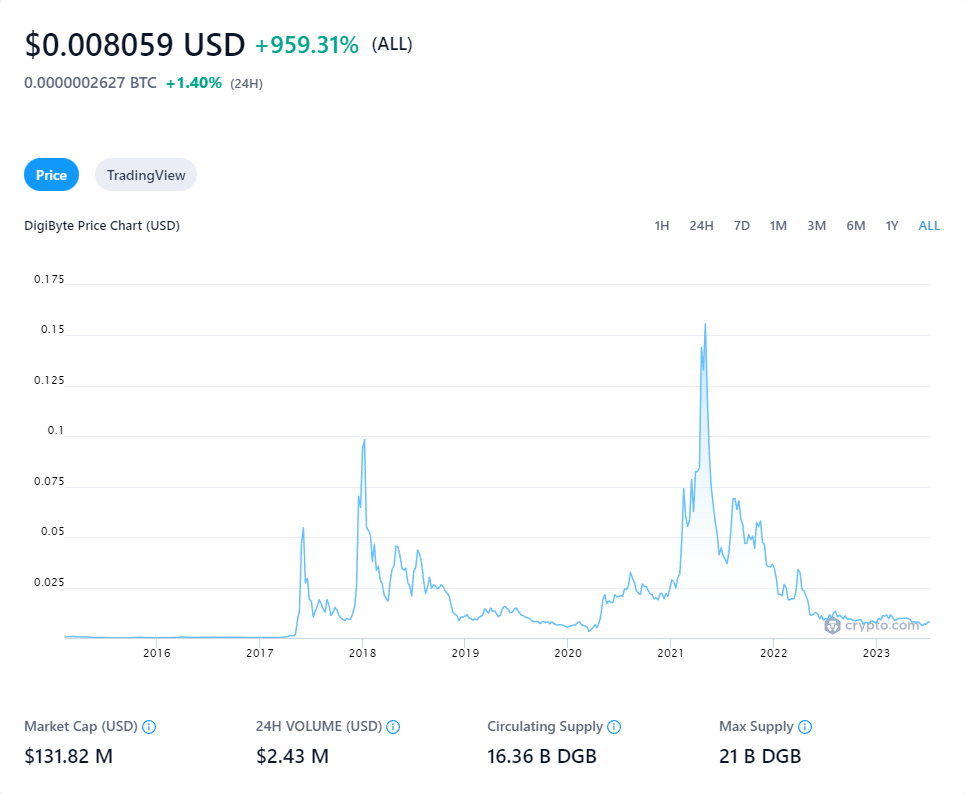 $0.008059 USD +959.31% (ALL)
0.0000002627 BTC +1.40% (24H)
Price TradingView
DigiByte Price Chart (USD) 1H 24H 7D 1M 3M 6M 1Y ALL
0.175
0.15
0.125
0.1
0.075
0.05
0.025
crypto.com
2016 2017 2018 2019 2020 2021 2022 2023
Market Cap (USD) 24H VOLUME (USD) Circulating Supply Max Supply
$131.82 M $2.43 M 16.36 B DGB 21 B DGB